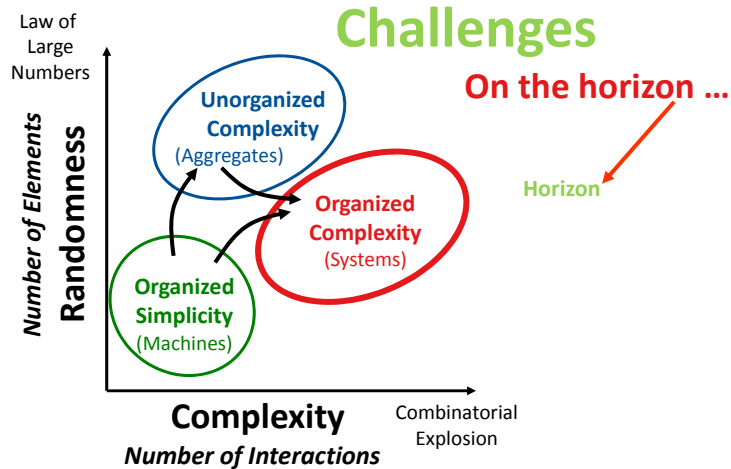 Challenges
On the horizon ...
Horizon
Law of
Large
Numbers
Number of Elements
Randomness
Unorganized
Complexity
(Aggregates)
Organized
Complexity
(Systems)
Organized
Simplicity
(Machines)
Complexity
Number of Interactions
Combinatorial
Explosion